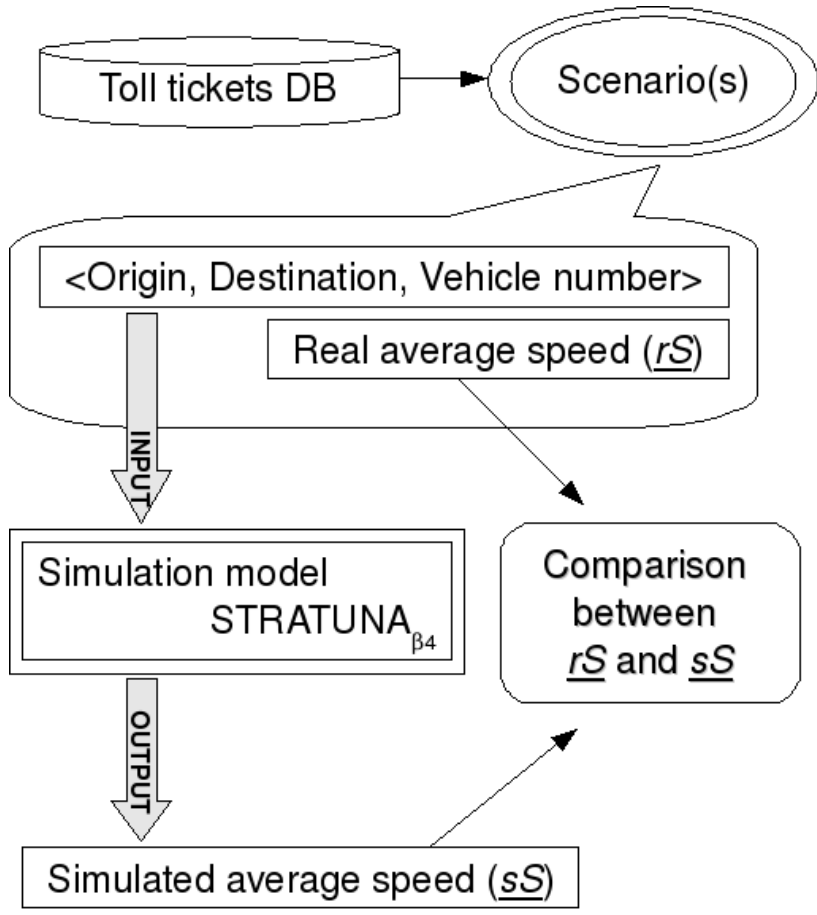 Toll tickets DB
Scenario(s)
<Origin, Destination, Vehicle number>
Real average speed (rS)
INPUT
Simulation model
STRATUNAβ4
Comparison
between
rS and sS
OUTPUT
Simulated average speed (sS)